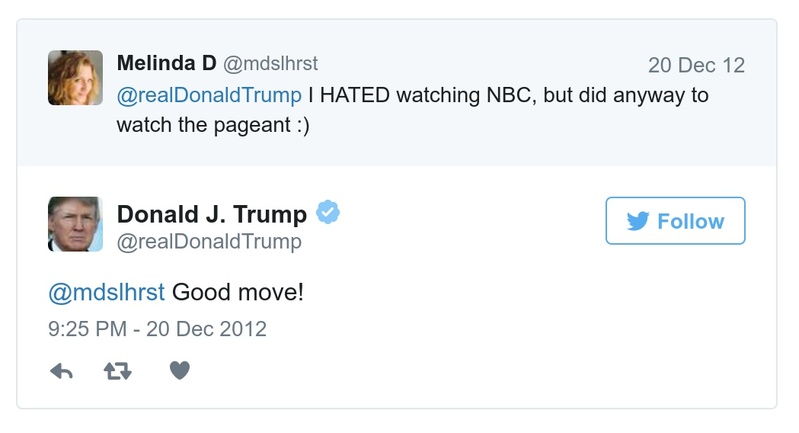 Melinda D @mdslhrst 20 Dec 12
@realDonaldTrump I HATED watching NBC, but did anyway to
watch the pageant :)
Donald J. Trump
@realDonaldTrump
Follow
@mdslhrst Good move!
9:25 PM - 20 Dec 2012